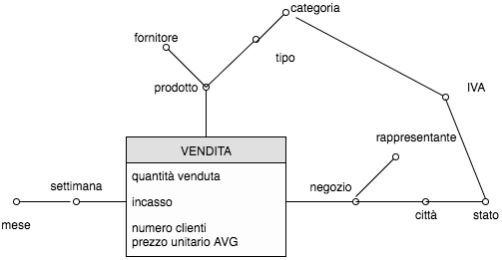 categoria
fornitore
tipo
prodotto
IVA
VENDITA
rappresentante
quantità venduta
settimana
negozio
incasso
mese
città
stato
numero clienti
prezzo unitario AVG